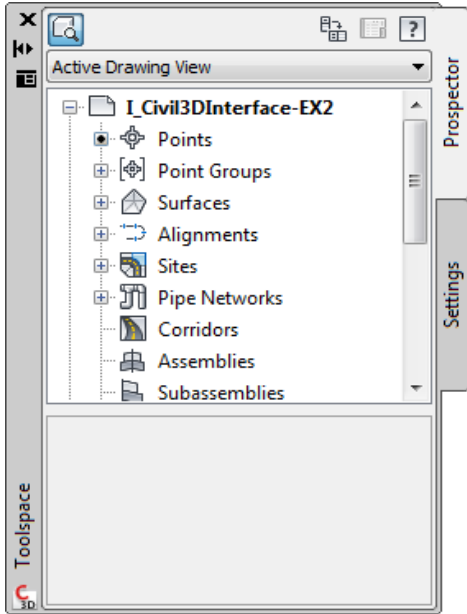 Active Drawing View
I_Civil3DInterface-EX2
Points
Point Groups
Surfaces
Alignments
Sites
Pipe Networks
Corridors
Assemblies
Subassemblies
Prospector
Settings
Toolspace
C
3D